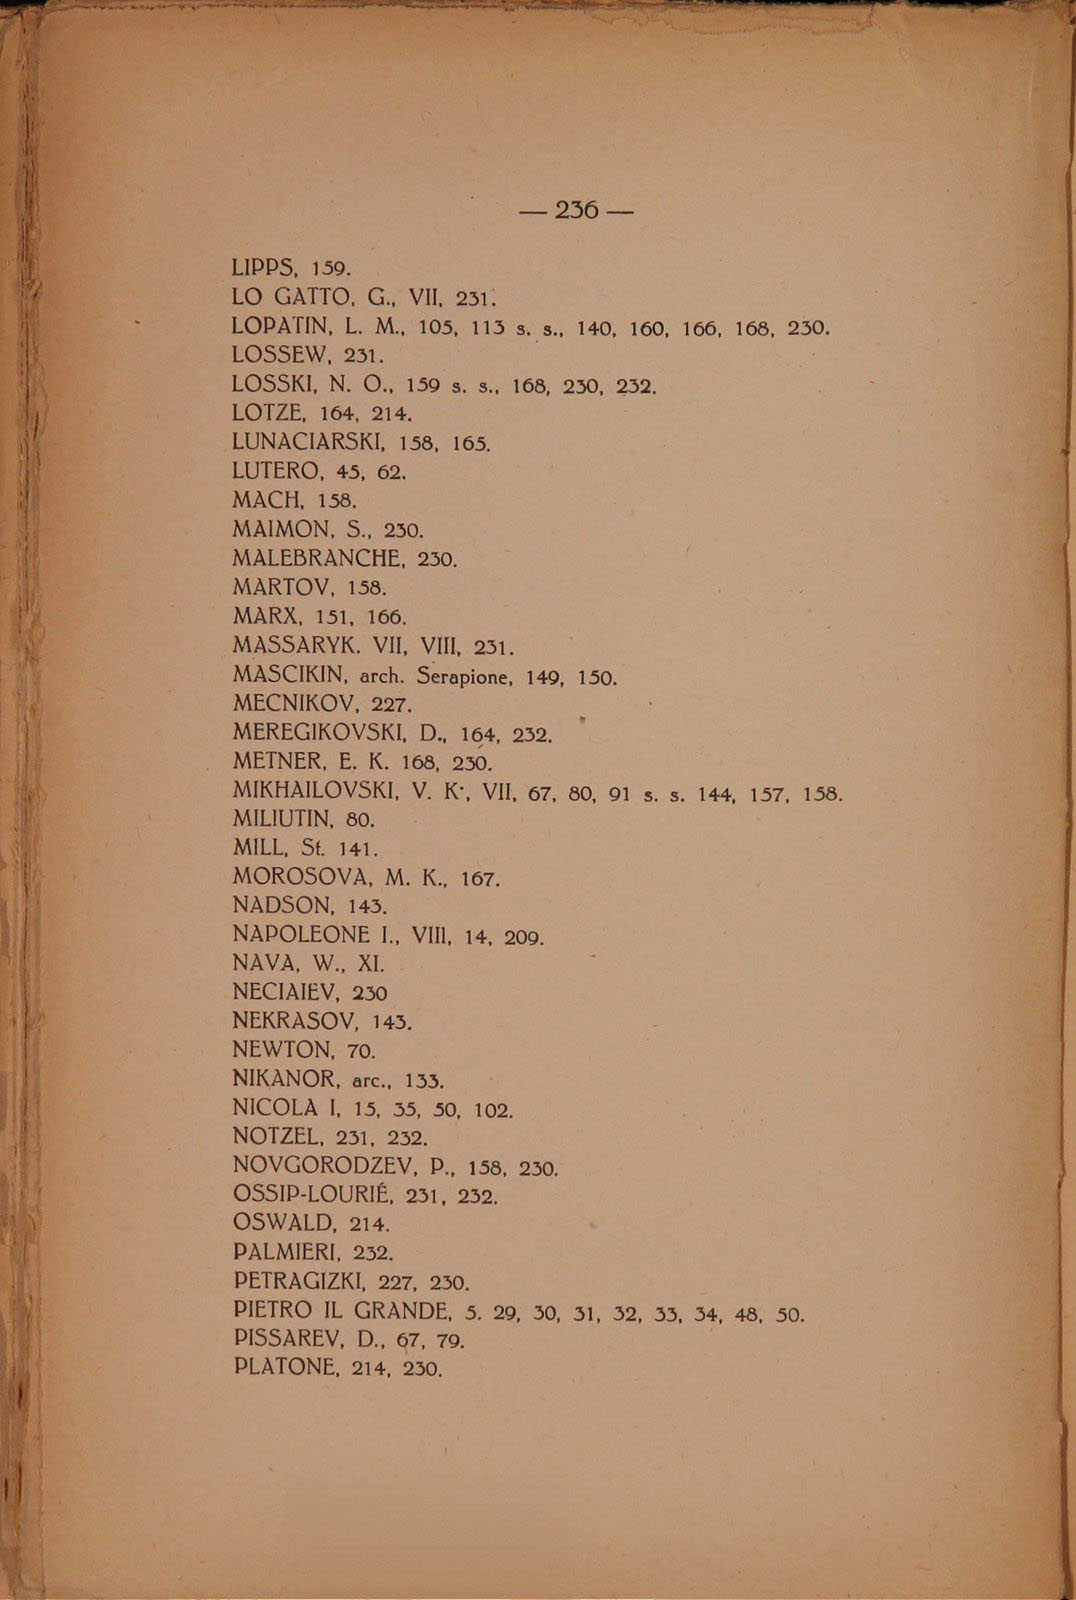 — 236 —
LIPPS, 159.
LO GATTO, G., VII, 231.
LOPATIN, L. M., 105, 113 s. s., 140, 160, 166, 168, 230.
LOSSEW, 231.
LOSSKI, N. O., 159 s. s., 168, 230, 232.
LOTZE, 164, 214.
LUNACIARSKI, 158, 165.
LUTERO, 45, 62.
MACH, 158.
MAIMON, S., 230.
MALEBRANCHE, 230.
MARTOV, 158.
MARX, 151, 166.
MASSARYK. VII, VIII, 231.
MASCIKIN, arch. Serapione, 149, 150.
MECNIKOV, 227.
MEREGIKOVSKI, D., 164, 232.
METNER, E. K. 168, 230.
MIKHAILOVSKI, V. K·, VII, 67, 80, 91 s. s. 144, 157, 158.
MILIUTIN, 80.
MILL, St. 141.
MOROSOVA, M. K., 167.
NADSON, 143.
NAPOLEONE I., VIII, 14, 209.
NAVA, W., XI.
NECIAIEV, 230
NEKRASOV, 143.
NEWTON, 70.
NIKANOR, arc., 133.
NICOLA I, 15, 35, 50, 102.
NOTZEL, 231, 232.
NOVGORODZEV, P., 158, 230.
OSSIP-LOURIÉ, 231, 232.
OSWALD, 214.
PALMIERI, 232.
PETRAGIZKI, 227, 230.
PIETRO IL GRANDE, 5. 29, 30, 31, 32, 33, 34, 48, 50.
PISSAREV, D., 67, 79.
PLATONE, 214, 230.